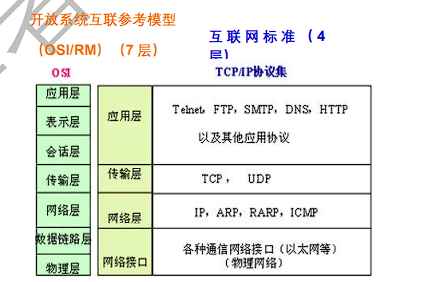 开放系统互联参考模型
（OSI/RM）（7 层）
互联网标准（4
层）
OSI
TCP/IP协议集
应用层
表示层
会话层
传输层
网络层
数据链路层
物理层
应用层
传输层
网络层
网络接口
Telnet, FTP, SMTP, DNS, HTTP
以及其他应用协议
TCP， UDP
IP, ARP, RARP, ICMP
各种通信网络接口（以太网等）
（物理网络）